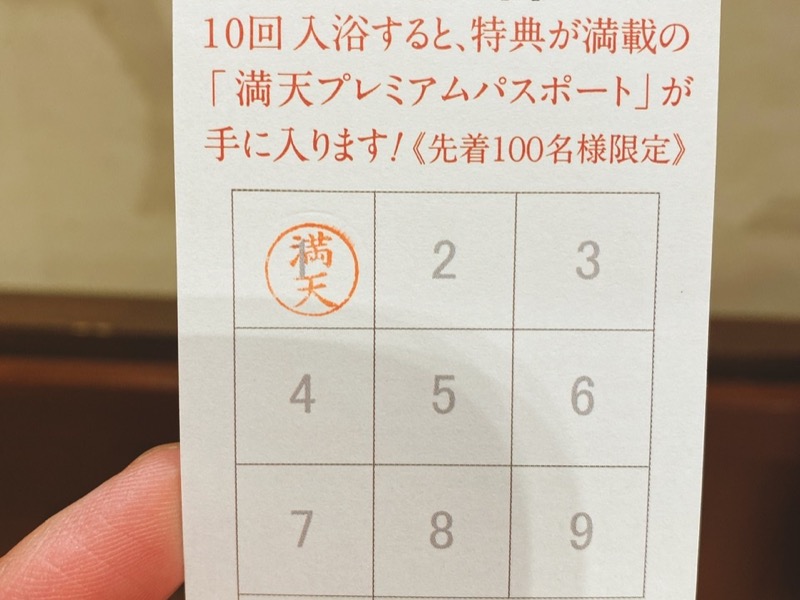 10回入浴すると、特典が満載の
「満天プレミアムパスポート」が
手に入ります!《先着100名様限定》
1 2 3
満天
4 5 6
7 8 9